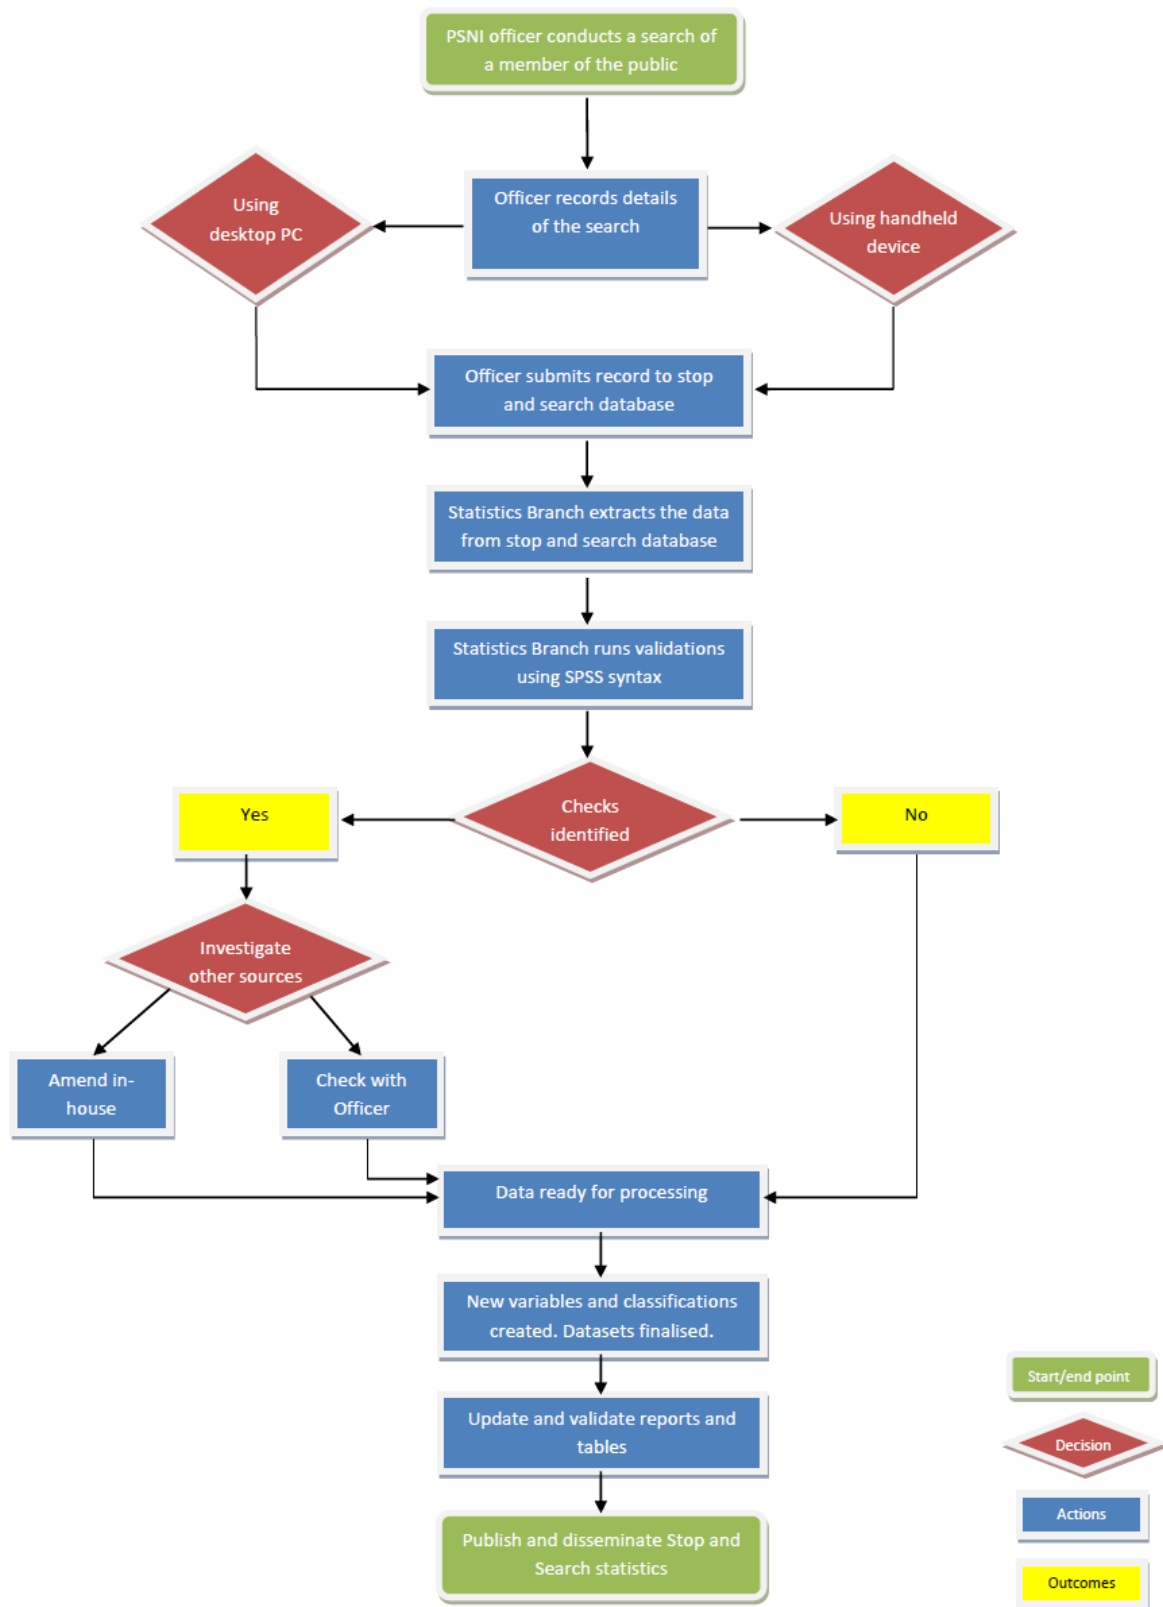 PSNI officer conducts a search of
a member of the public
Using
desktop PC
Officer records details
of the search
Using handheld
device
Officer submits record to stop
and search database
Statistics Branch extracts the data
from stop and search database
Statistics Branch runs validations
using SPSS syntax
Yes
Checks
identified
No
Investigate
other sources
Amend in-
house
Check with
Officer
Data ready for processing
New variables and classifications
created. Datasets finalised.
Update and validate reports and
tables
Publish and disseminate Stop and
Search statistics
Start/end point
Decision
Actions
Outcomes